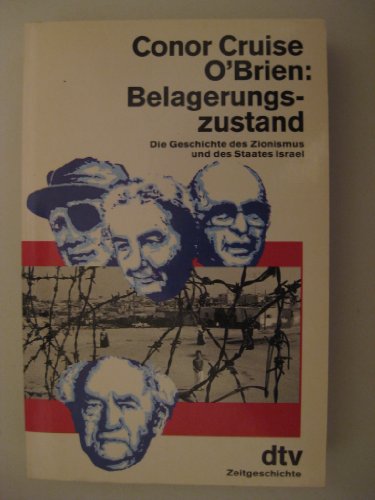 Conor Cruise
O'Brien:
Belagerungs-
zustand
Die Geschichte des Zionismus
und des Staates Israel
dtv
Zeitgeschichte